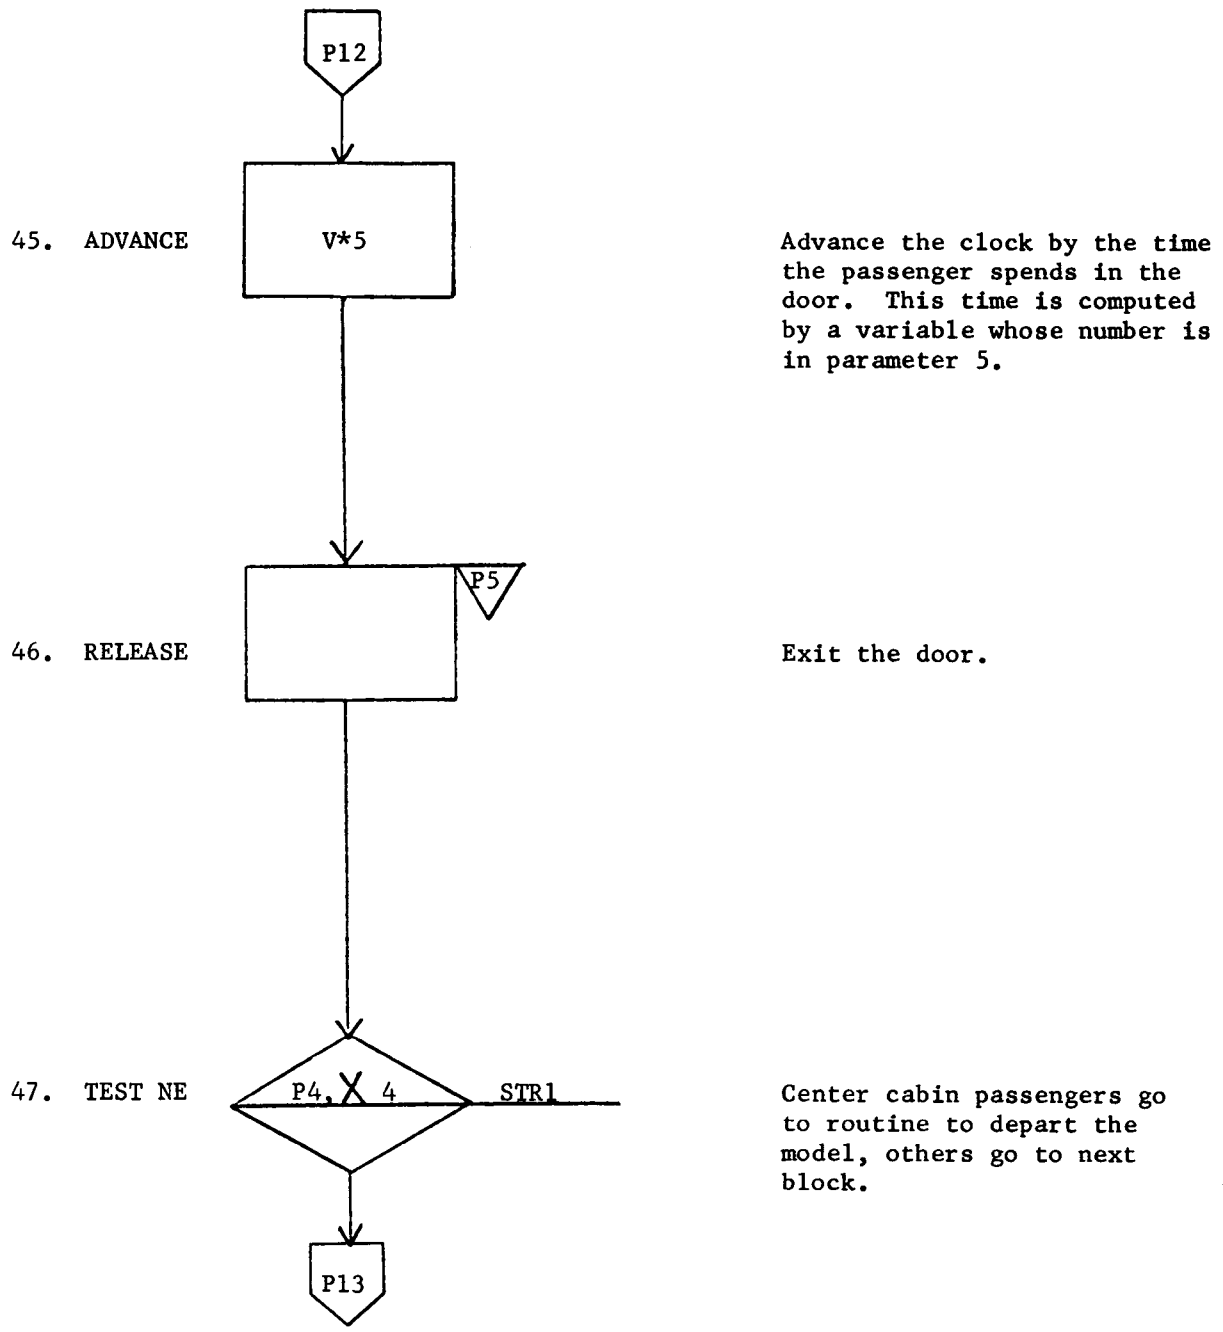 P12
45. ADVANCE
V*5
Advance the clock by the time
the passenger spends in the
door. This time is computed
by a variable whose number is
in parameter 5.
P5
46. RELEASE
Exit the door.
47. TEST NE
P4, X 4
STR1
Center cabin passengers go
to routine to depart the
model, others go to next
block.
P13